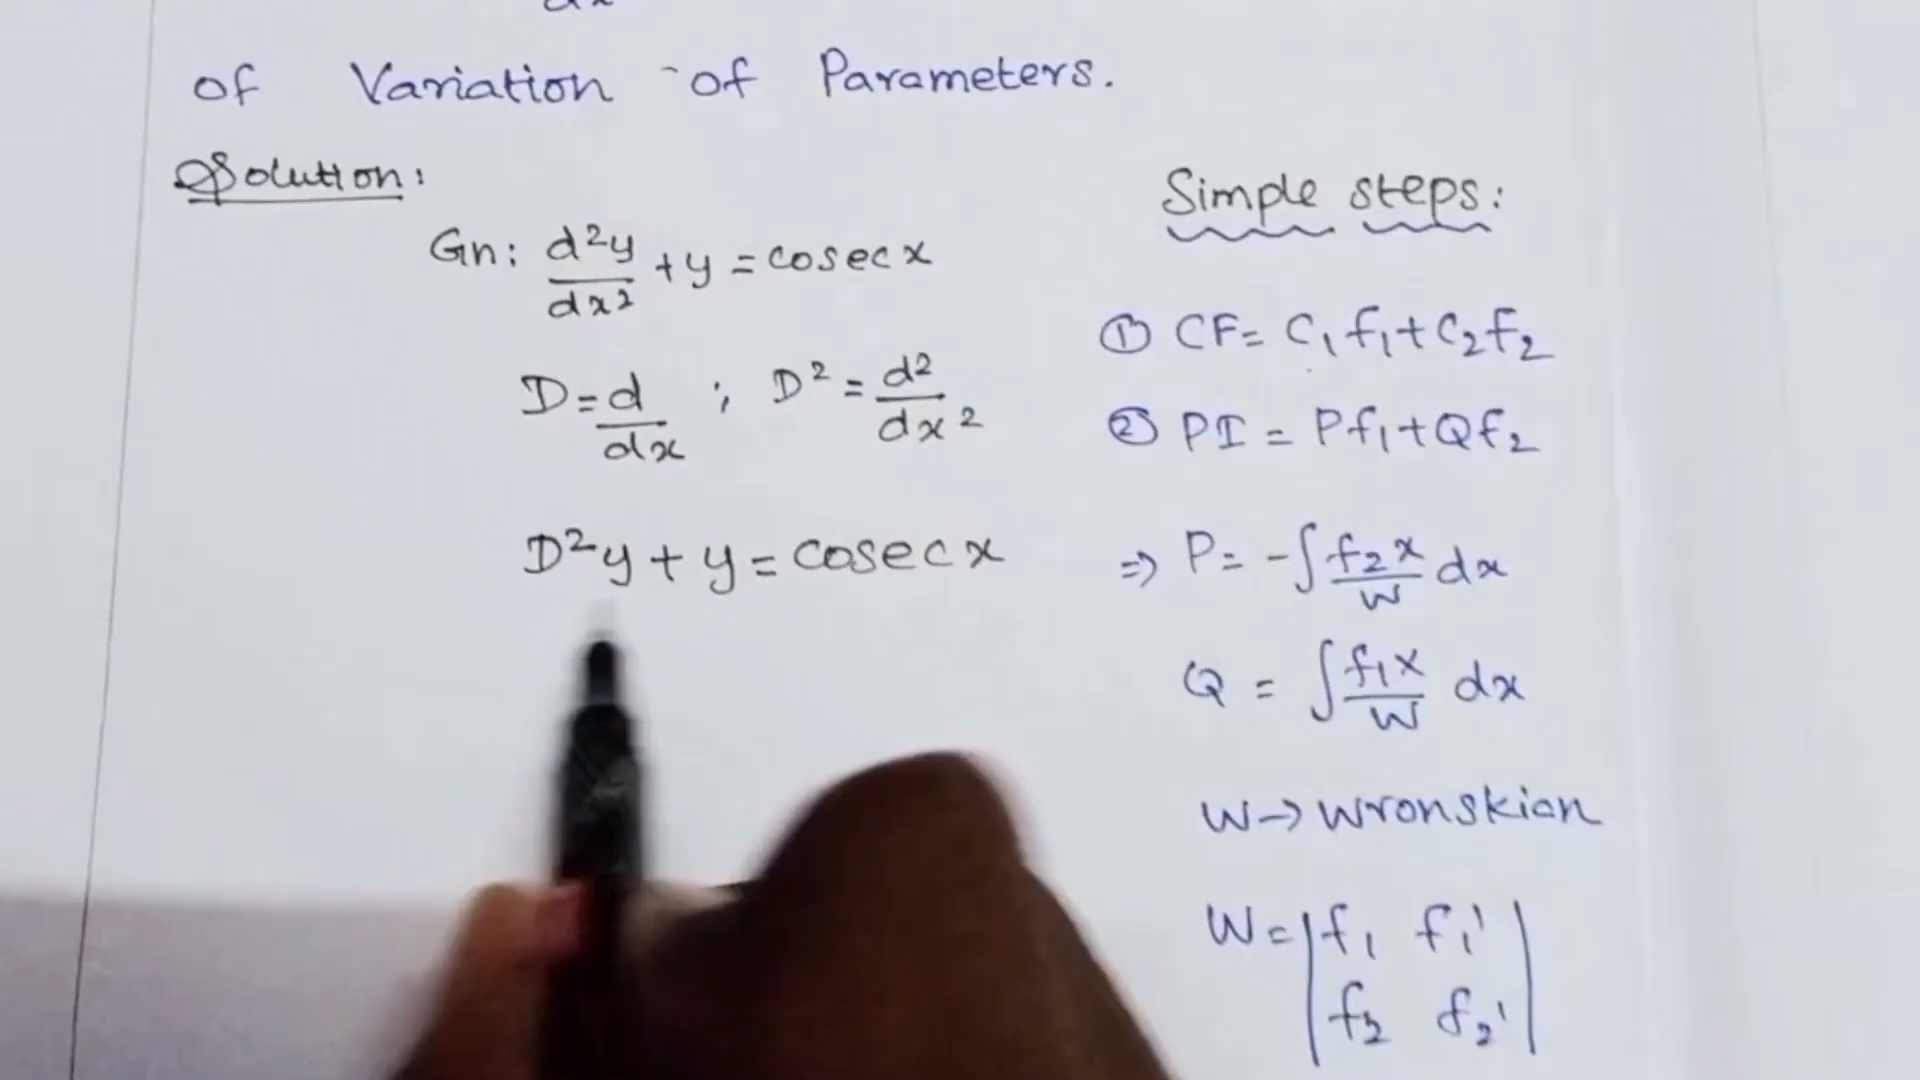 of Variation of Parameters.
Solution:
Gn: d²y/dx² + y = cosec x
D = d/dx ; D² = d²/dx²
D²y + y = cosec x
Simple steps:
① CF = C₁f₁ + C₂f₂
② PI = Pf₁ + Qf₂
⇒ P = -∫ f₂x/W dx
Q = ∫ f₁x/W dx
W → Wronskian
W = | f₁ f₁' |
| f₂ f₂' |